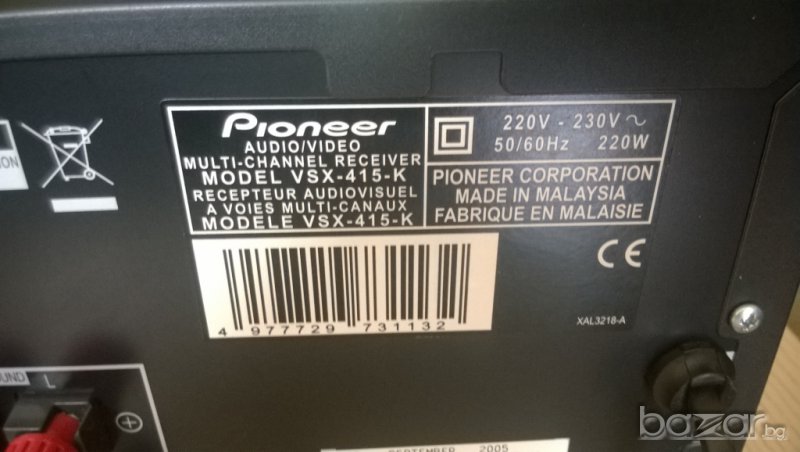 Pioneer
AUDIO/VIDEO
MULTI-CHANNEL RECEIVER
MODEL VSX-415-K
RECEPTEUR AUDIOVISUEL
A VOIES MULTI-CANAUX
MODELE VSX-415-K
220V - 230V ~
50/60Hz 220W
PIONEER CORPORATION
MADE IN MALAYSIA
FABRIQUE EN MALAISIE
4 977729 731132
CE
XAL3218-A
L
SEPTEMBER 2005
bazar.bg